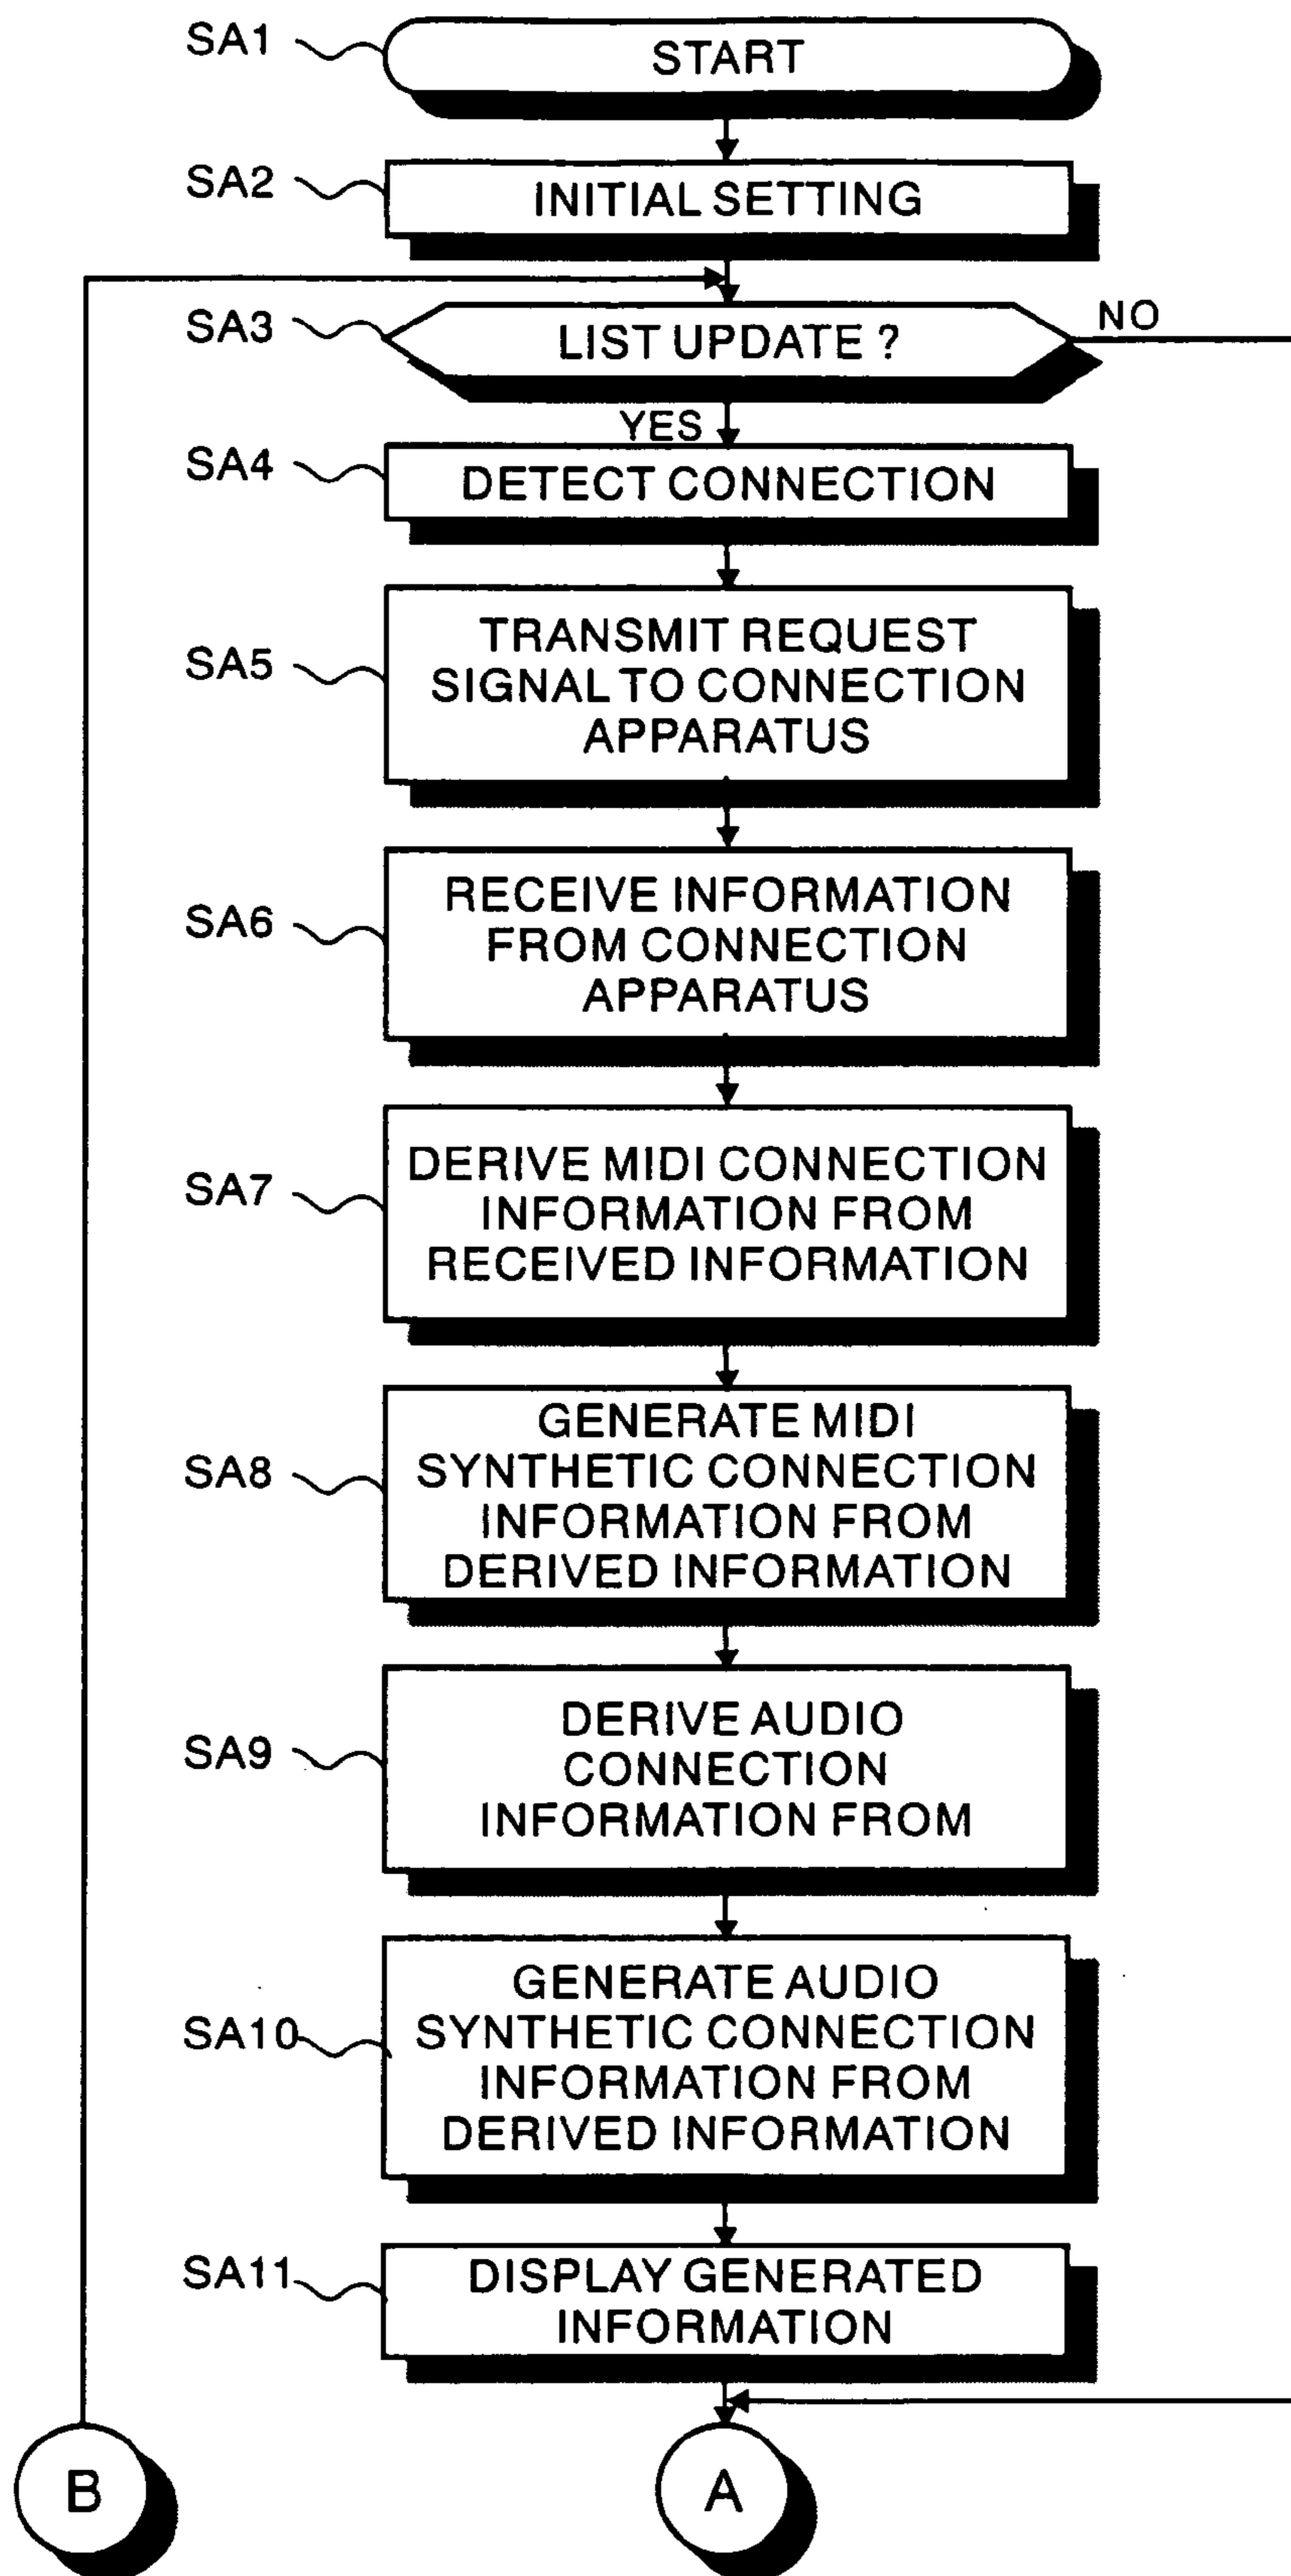 SA1
START
SA2
INITIAL SETTING
SA3
LIST UPDATE ?
NO
YES
SA4
DETECT CONNECTION
SA5
TRANSMIT REQUEST
SIGNAL TO CONNECTION
APPARATUS
SA6
RECEIVE INFORMATION
FROM CONNECTION
APPARATUS
SA7
DERIVE MIDI CONNECTION
INFORMATION FROM
RECEIVED INFORMATION
SA8
GENERATE MIDI
SYNTHETIC CONNECTION
INFORMATION FROM
DERIVED INFORMATION
SA9
DERIVE AUDIO
CONNECTION
INFORMATION FROM
SA10
GENERATE AUDIO
SYNTHETIC CONNECTION
INFORMATION FROM
DERIVED INFORMATION
SA11
DISPLAY GENERATED
INFORMATION
B
A